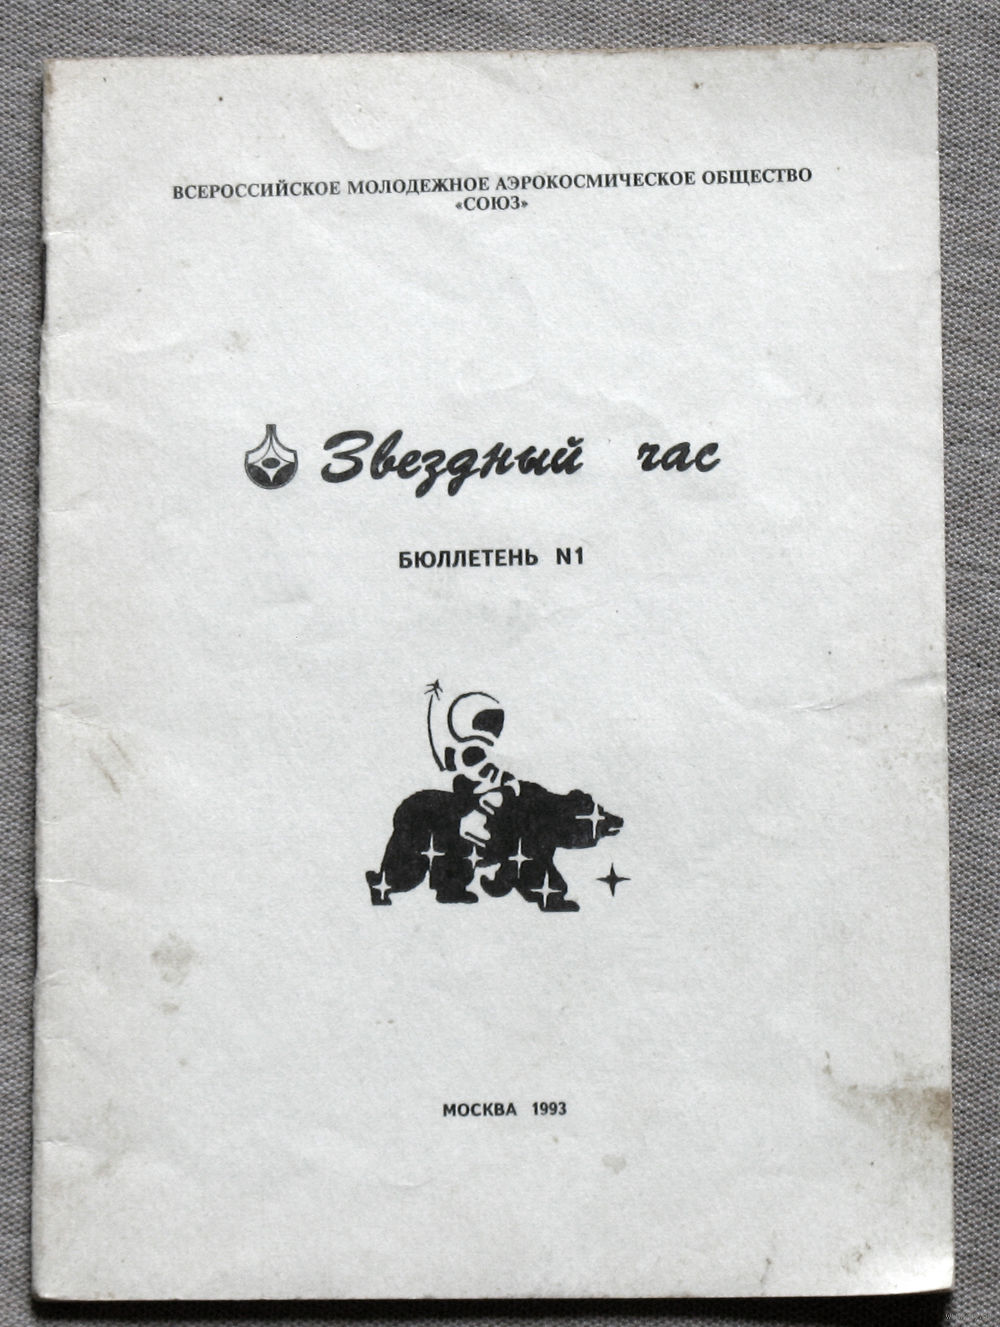 ВСЕРОССИЙСКОЕ МОЛОДЕЖНОЕ АЭРОКОСМИЧЕСКОЕ ОБЩЕСТВО
«СОЮЗ»
Звездный час
БЮЛЛЕТЕНЬ N1
МОСКВА 1993